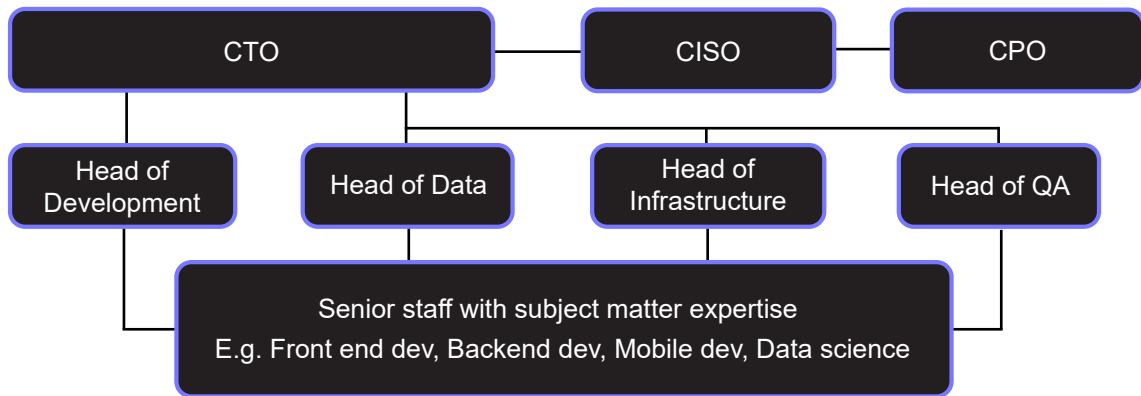 CTO
CISO
CPO
Head of
Development
Head of Data
Head of
Infrastructure
Head of QA
Senior staff with subject matter expertise
E.g. Front end dev, Backend dev, Mobile dev, Data science